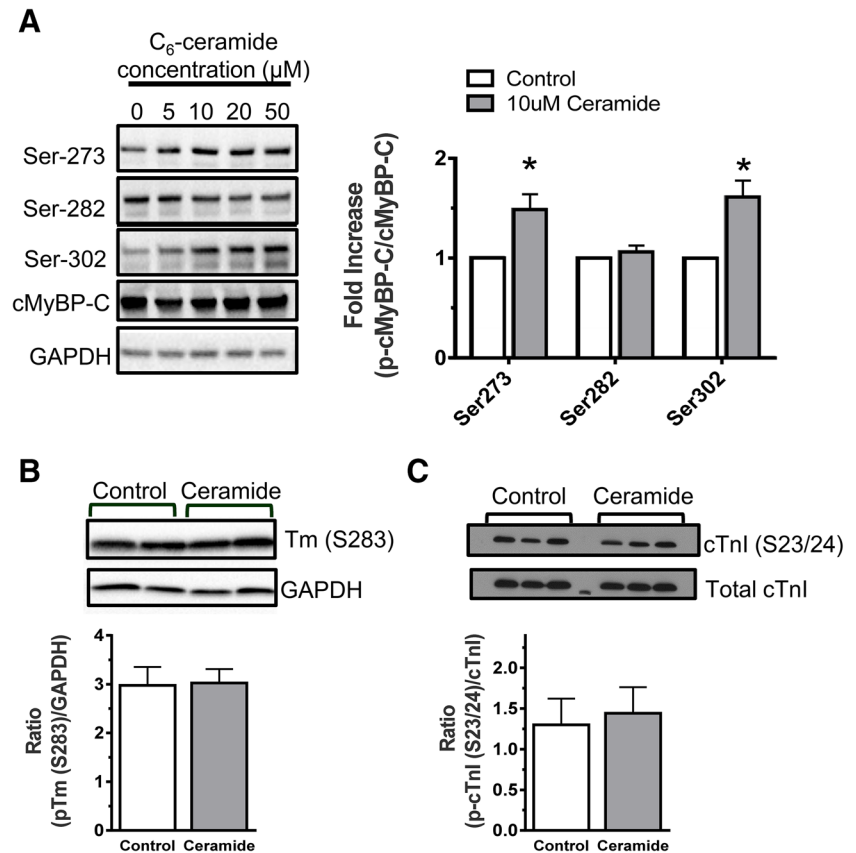 A
C₆-ceramide
concentration (µM)
0 5 10 20 50
Ser-273
Ser-282
Ser-302
cMyBP-C
GAPDH
Control
10uM Ceramide
Fold Increase
(p-cMyBP-C/cMyBP-C)
2
1
0
* *
Ser273 Ser282 Ser302
B
Control Ceramide
Tm (S283)
GAPDH
Ratio
(pTm (S283)/GAPDH)
4
3
2
1
0
Control Ceramide
C
Control Ceramide
cTnI (S23/24)
Total cTnI
Ratio
(p-cTnI (S23/24)/cTnI)
2.0
1.5
1.0
0.5
0.0
Control Ceramide